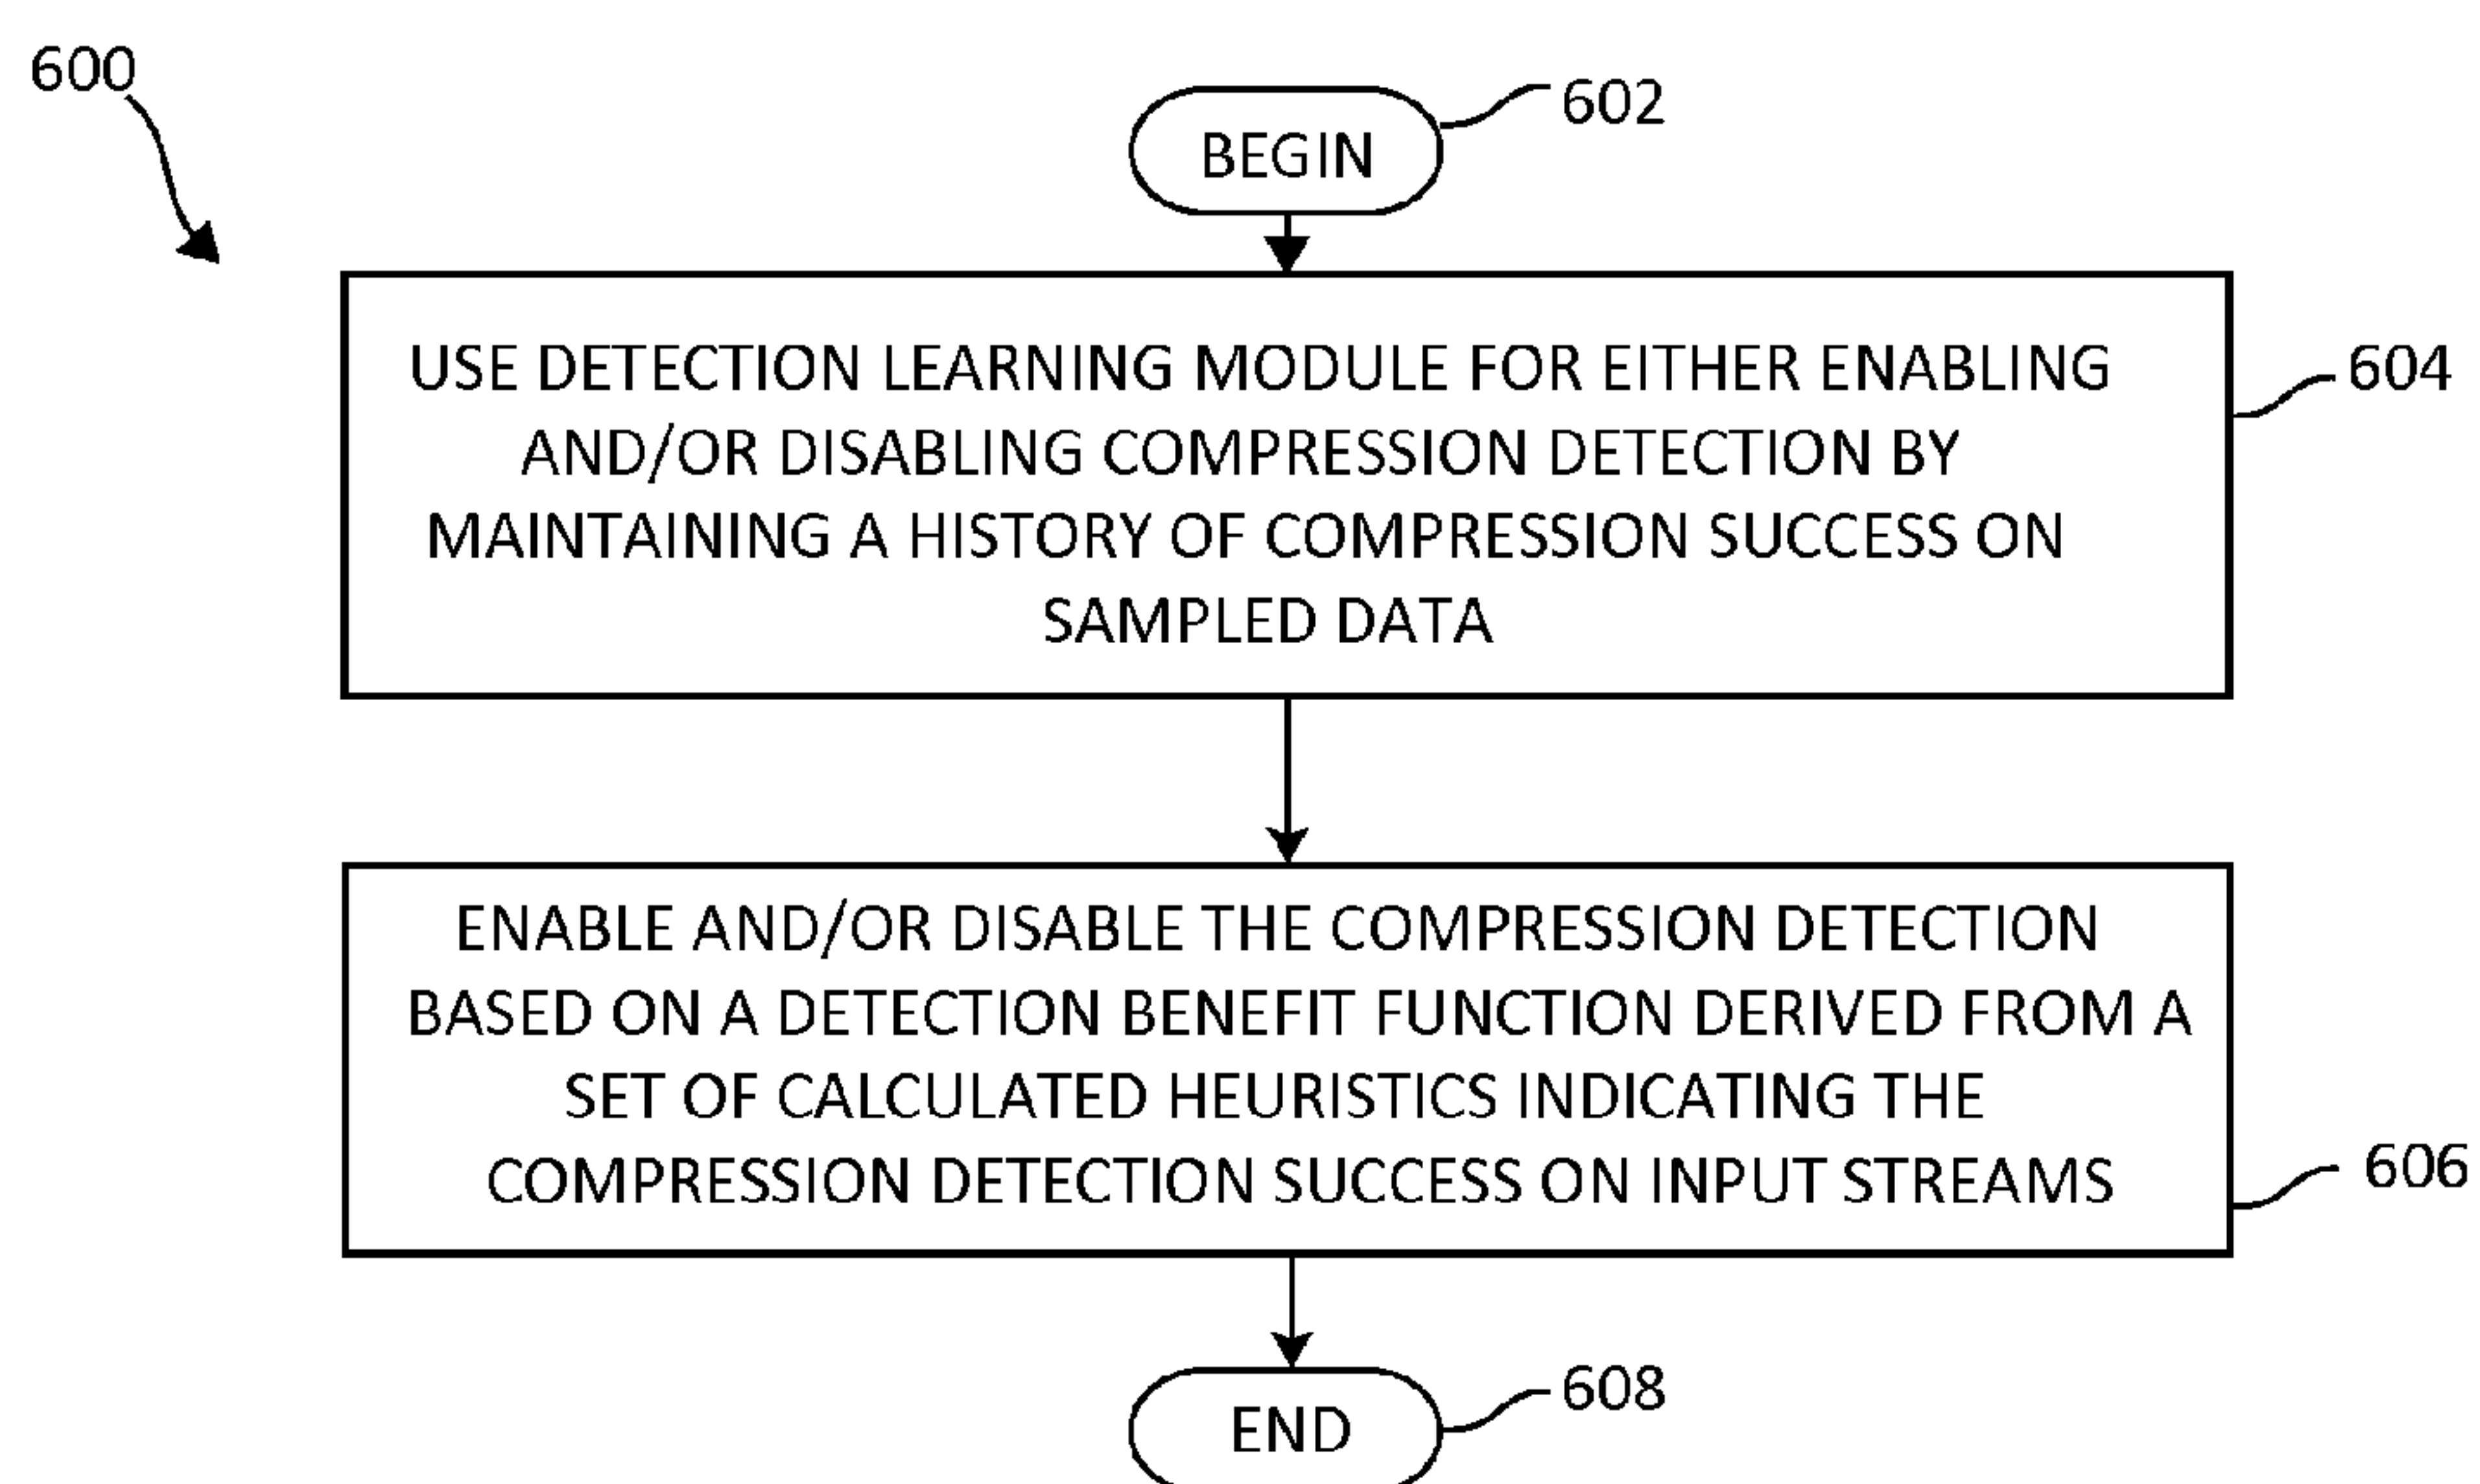 600
602
BEGIN
USE DETECTION LEARNING MODULE FOR EITHER ENABLING
AND/OR DISABLING COMPRESSION DETECTION BY
MAINTAINING A HISTORY OF COMPRESSION SUCCESS ON
SAMPLED DATA
604
ENABLE AND/OR DISABLE THE COMPRESSION DETECTION
BASED ON A DETECTION BENEFIT FUNCTION DERIVED FROM A
SET OF CALCULATED HEURISTICS INDICATING THE
COMPRESSION DETECTION SUCCESS ON INPUT STREAMS
606
608
END